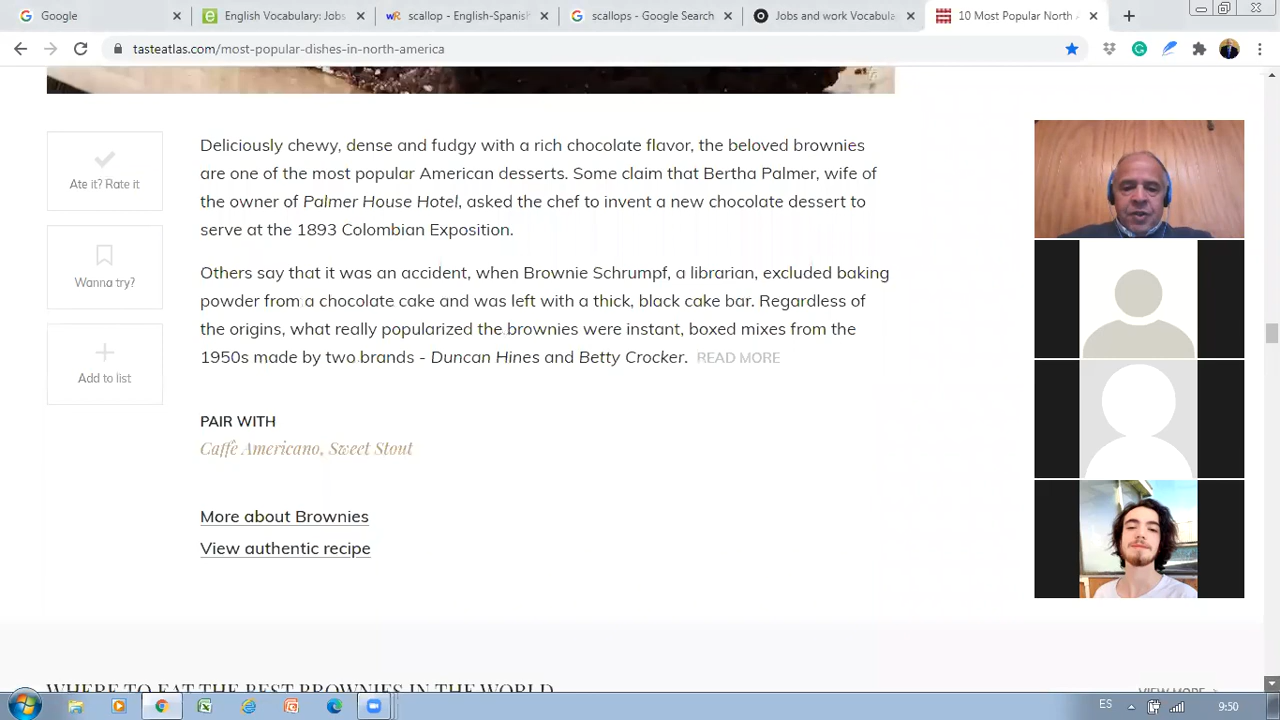 Google
English Vocabulary: Jobs
scallop - English-Spanish
scallops - Google Search
Jobs and work Vocabula
10 Most Popular North A
tasteatlas.com/most-popular-dishes-in-north-america
Deliciously chewy, dense and fudgy with a rich chocolate flavor, the beloved brownies
are one of the most popular American desserts. Some claim that Bertha Palmer, wife of
the owner of Palmer House Hotel, asked the chef to invent a new chocolate dessert to
serve at the 1893 Colombian Exposition.
Ate it? Rate it
Others say that it was an accident, when Brownie Schrumpf, a librarian, excluded baking
powder from a chocolate cake and was left with a thick, black cake bar. Regardless of
the origins, what really popularized the brownies were instant, boxed mixes from the
1950s made by two brands - Duncan Hines and Betty Crocker. READ MORE
Wanna try?
Add to list
PAIR WITH
Caffè Americano, Sweet Stout
More about Brownies
View authentic recipe
WHERE TO EAT THE BEST BROWNIES IN THE WORLD
VIEW MORE
ES
9:50